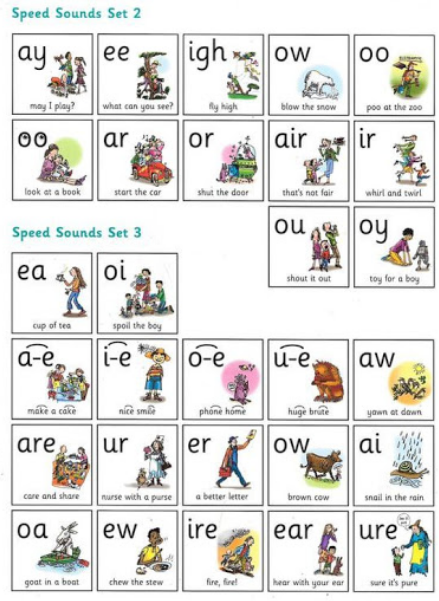 Speed Sounds Set 2
ay ee igh ow oo
may I play? what can you see? fly high blow the snow poo at the zoo
oo ar or air ir
look at a book start the car shut the door that's not fair whirl and twirl
ou oy
shout it out toy for a boy
Speed Sounds Set 3
ea oi
cup of tea spoil the boy
a-e i-e o-e u-e aw
make a cake nice smile phone home huge brute yawn at dawn
are ur er ow ai
care and share nurse with a purse a better letter brown cow snail in the rain
oa ew ire ear ure
goat in a boat chew the stew fire, fire! hear with your ear sure it's pure